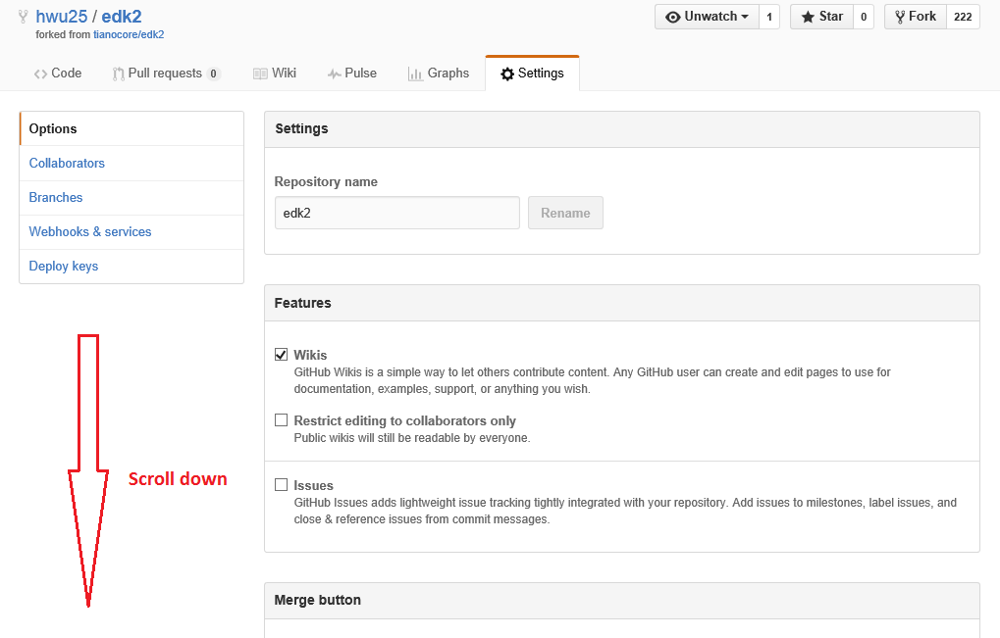 hwu25 / edk2
forked from tianocore/edk2
Unwatch 1
Star 0
Fork 222
Code
Pull requests 0
Wiki
Pulse
Graphs
Settings
Options
Collaborators
Branches
Webhooks & services
Deploy keys
Scroll down
Settings
Repository name
edk2
Rename
Features
Wikis
GitHub Wikis is a simple way to let others contribute content. Any GitHub user can create and edit pages to use for
documentation, examples, support, or anything you wish.
Restrict editing to collaborators only
Public wikis will still be readable by everyone.
Issues
GitHub Issues adds lightweight issue tracking tightly integrated with your repository. Add issues to milestones, label issues, and
close & reference issues from commit messages.
Merge button